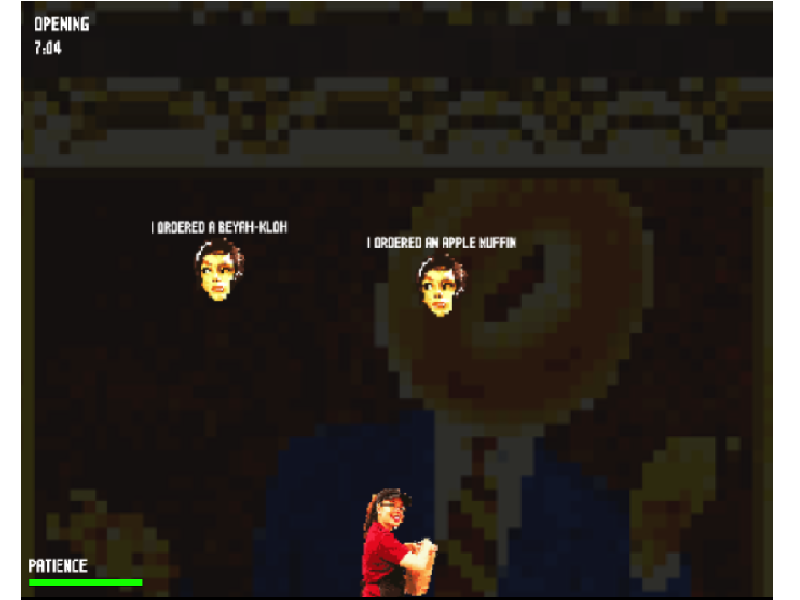 OPENING
7:04
I ORDERED A BEYAH-KLOH
I ORDERED AN APPLE MUFFIN
PATIENCE